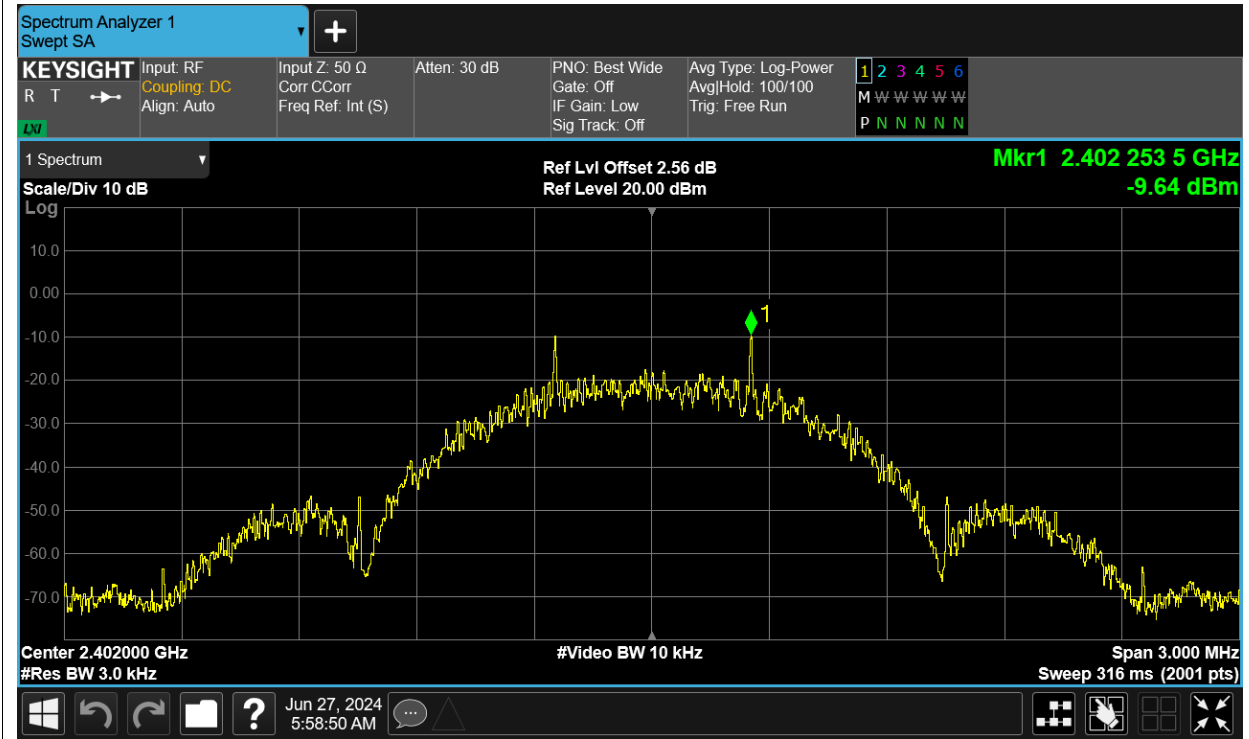 Spectrum Analyzer 1
Swept SA
+
KEYSIGHT
R T
LXI
Input: RF
Coupling: DC
Align: Auto
Input Z: 50 Ω
Corr CCorr
Freq Ref: Int (S)
Atten: 30 dB
PNO: Best Wide
Gate: Off
IF Gain: Low
Sig Track: Off
Avg Type: Log-Power
Avg|Hold: 100/100
Trig: Free Run
1 2 3 4 5 6
M W W W W W
P N N N N N
1 Spectrum
Scale/Div 10 dB
Log
Ref Lvl Offset 2.56 dB
Ref Level 20.00 dBm
Mkr1 2.402 253 5 GHz
-9.64 dBm
10.0
0.00
-10.0
-20.0
-30.0
-40.0
-50.0
-60.0
-70.0
1
Center 2.402000 GHz
#Res BW 3.0 kHz
#Video BW 10 kHz
Span 3.000 MHz
Sweep 316 ms (2001 pts)
?
Jun 27, 2024
5:58:50 AM